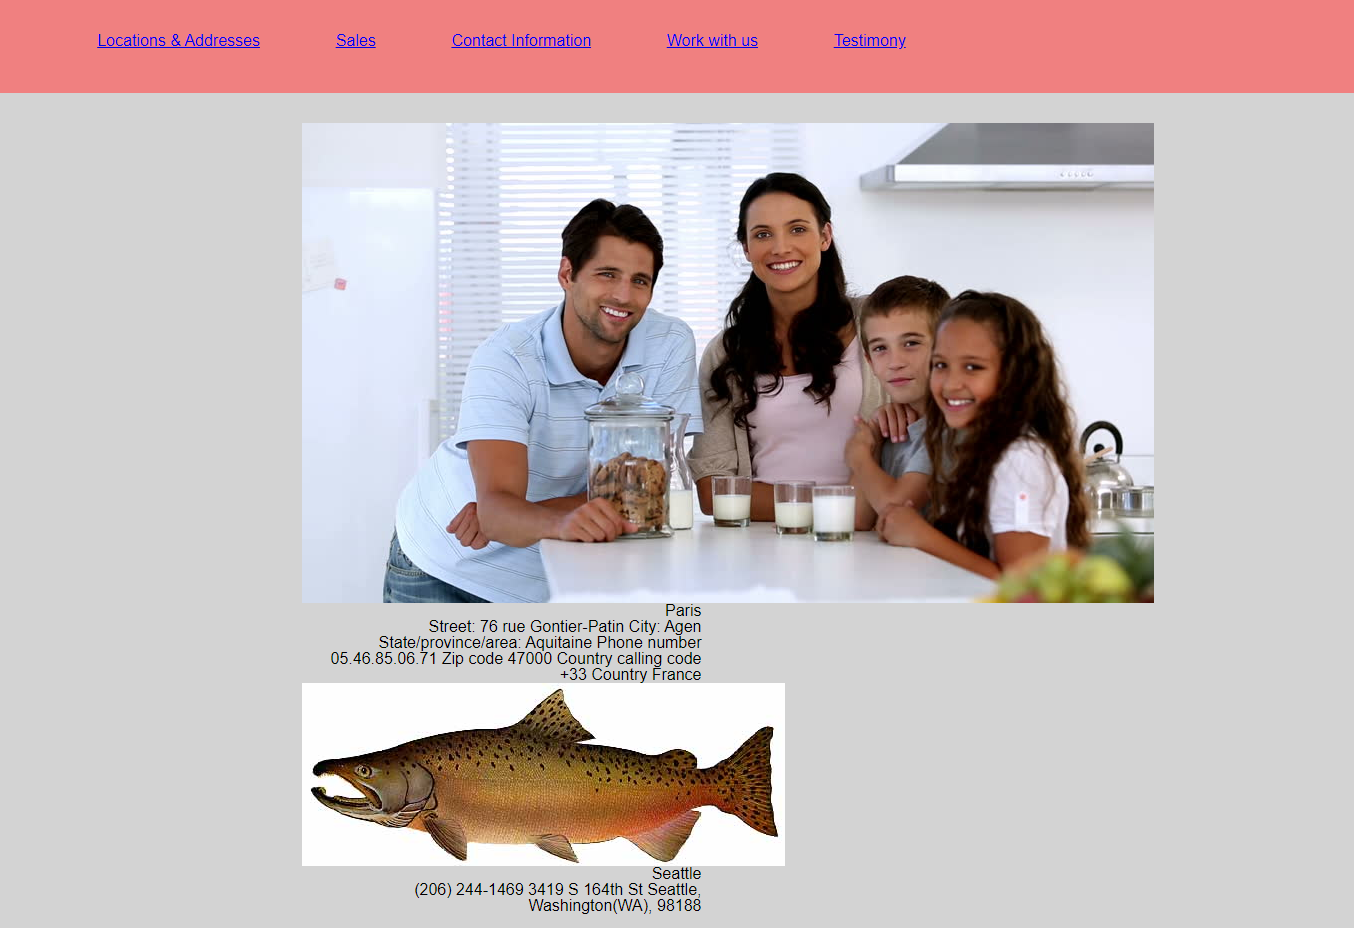 Locations & Addresses Sales Contact Information Work with us Testimony
Paris
Street: 76 rue Gontier-Patin City: Agen
State/province/area: Aquitaine Phone number
05.46.85.06.71 Zip code 47000 Country calling code
+33 Country France
Seattle
(206) 244-1469 3419 S 164th St Seattle,
Washington(WA), 98188